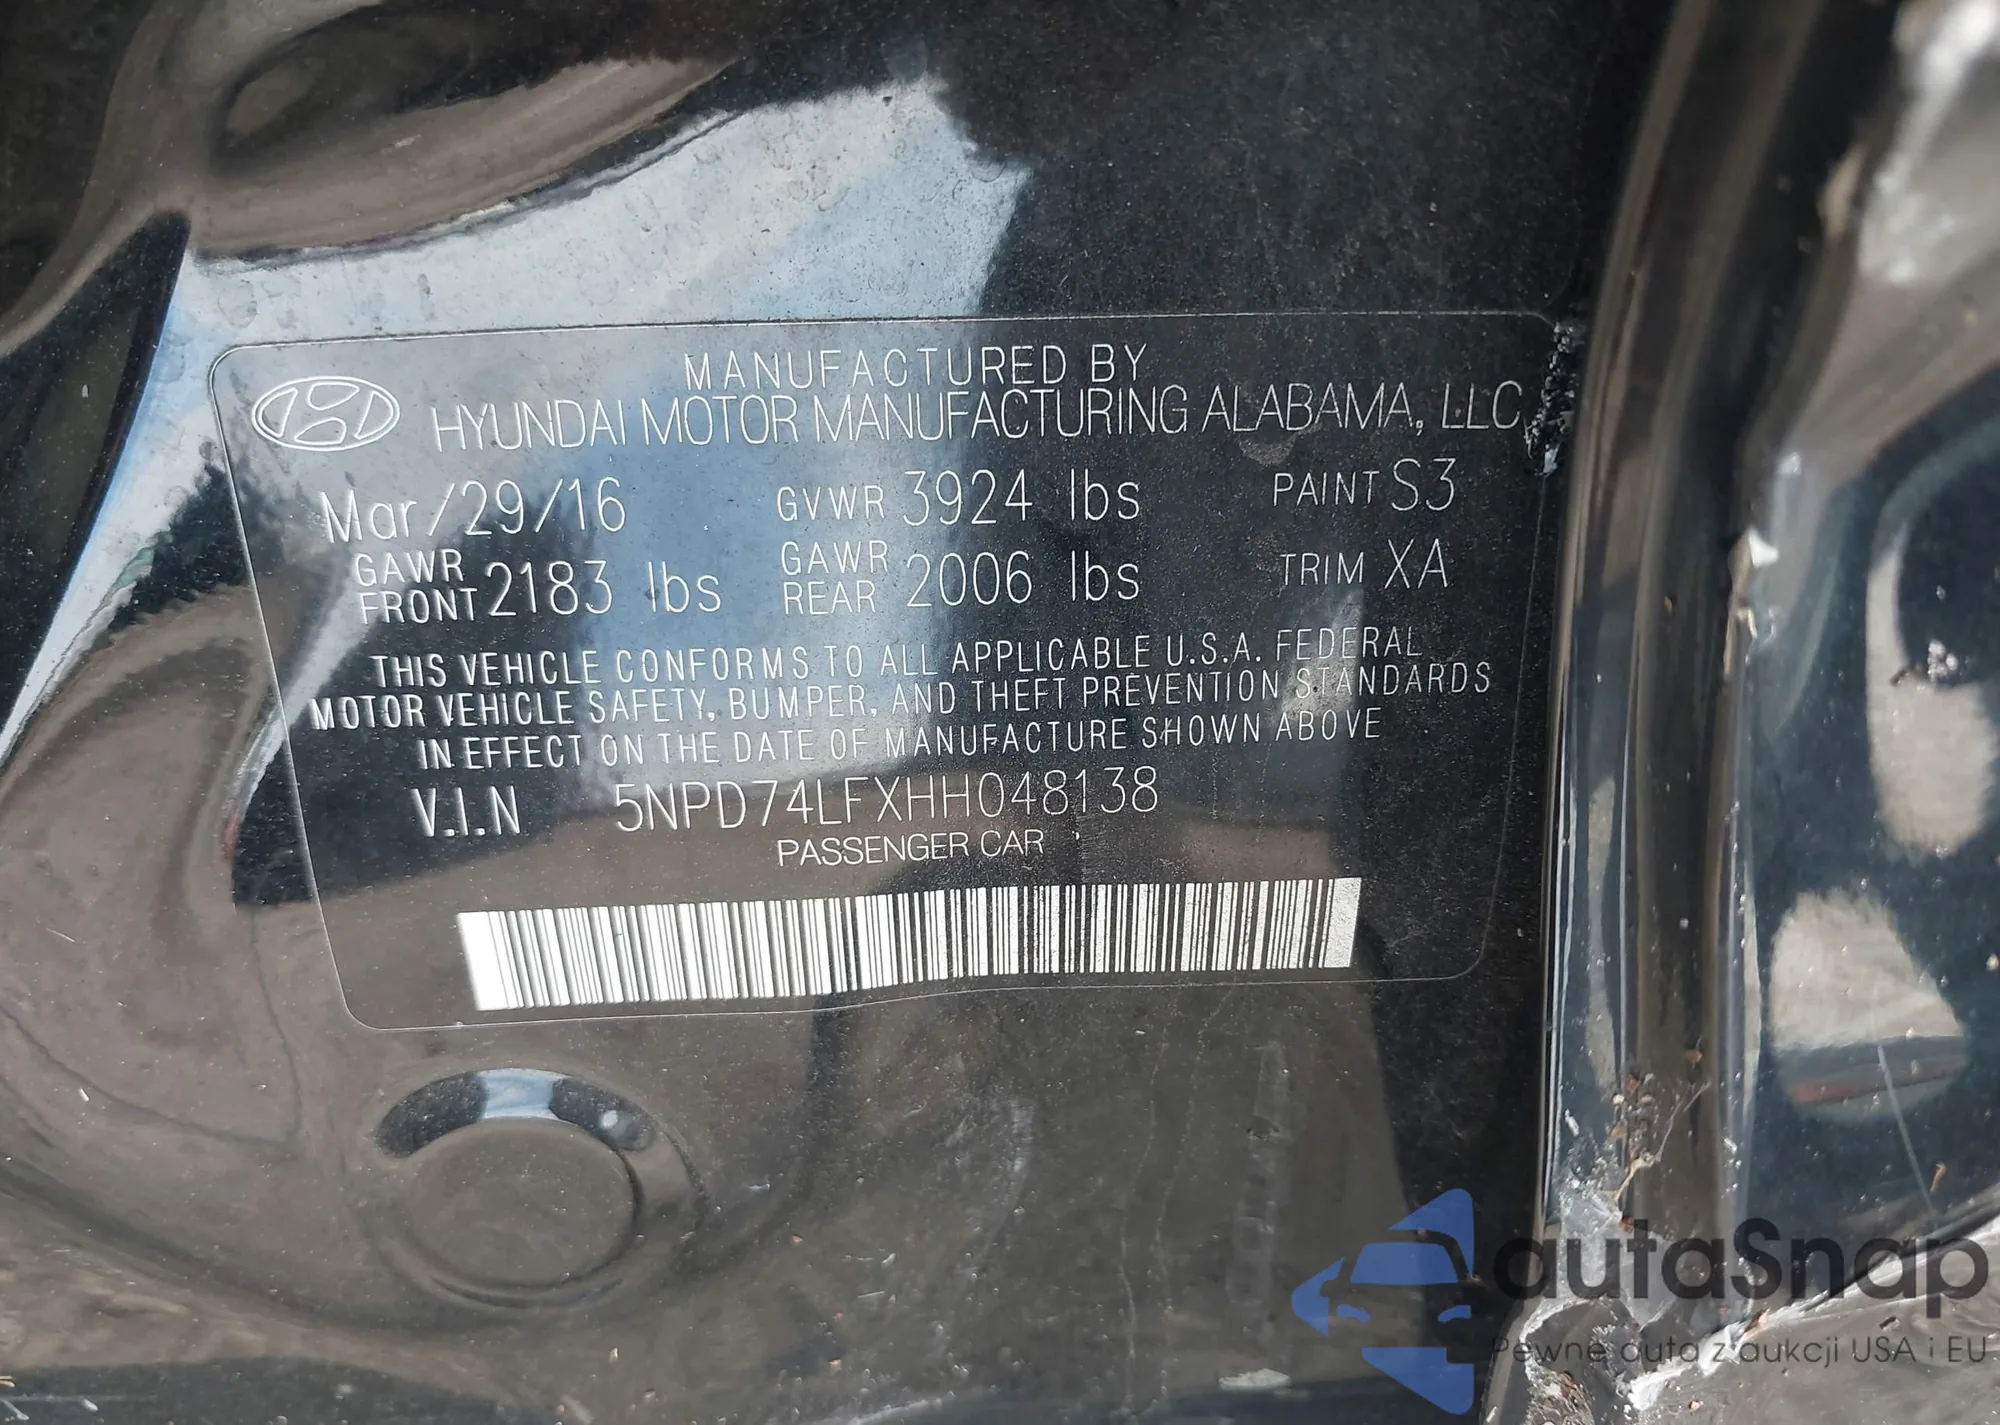 MANUFACTURED BY
HYUNDAI MOTOR MANUFACTURING ALABAMA, LLC
Mar/29/16 GVWR 3924 lbs PAINT S3
GAWR FRONT 2183 lbs GAWR REAR 2006 lbs TRIM XA
THIS VEHICLE CONFORMS TO ALL APPLICABLE U.S.A. FEDERAL
MOTOR VEHICLE SAFETY, BUMPER, AND THEFT PREVENTION STANDARDS
IN EFFECT ON THE DATE OF MANUFACTURE SHOWN ABOVE
V.I.N 5NPD74LFXHH048138
PASSENGER CAR
autaSnap
Pewne auta z aukcji USA i EU